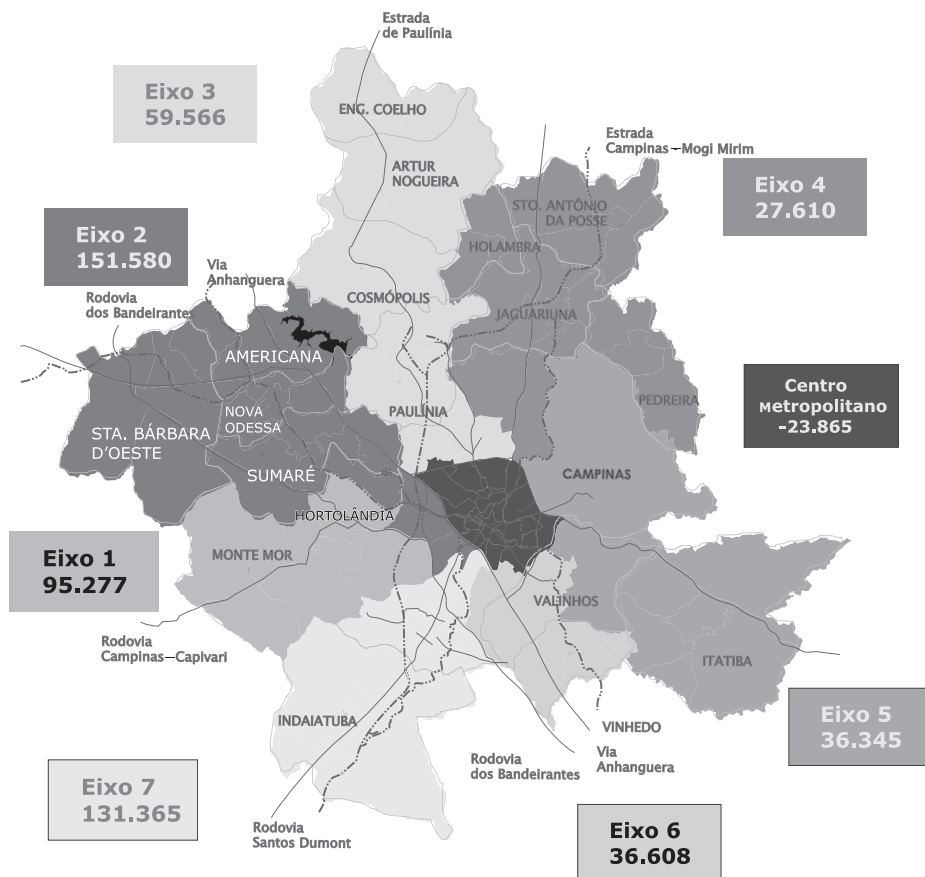 Estrada
de Paulínia
Eixo 3
59.566
ENG. COELHO
Estrada
Campinas–Mogi Mirim
ARTUR
NOGUEIRA
Eixo 4
27.610
STO. ANTÔNIO
DA POSSE
Eixo 2
151.580
HOLAMBRA
Via
Anhanguera
Rodovia
dos Bandeirantes
COSMÓPOLIS
JAGUARIUNA
AMERICANA
Centro
Metropolitano
-23.865
PEDREIRA
NOVA
ODESSA
PAULÍNIA
STA. BÁRBARA
D'OESTE
SUMARÉ
CAMPINAS
HORTOLÂNDIA
Eixo 1
95.277
MONTE MOR
VALINHOS
Rodovia
Campinas–Capivari
ITATIBA
INDAIATUBA
VINHEDO
Eixo 5
36.345
Rodovia
dos Bandeirantes
Via
Anhanguera
Eixo 7
131.365
Rodovia
Santos Dumont
Eixo 6
36.608